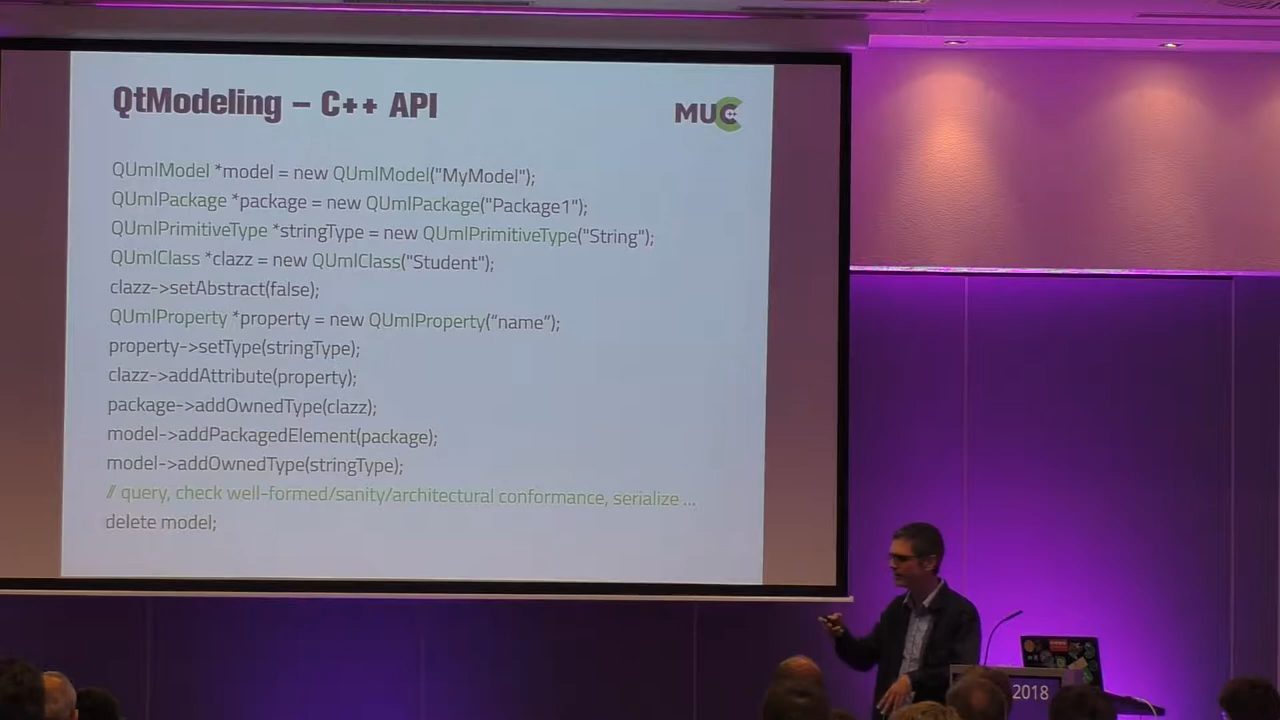 QtModeling – C++ API
MUC++
QUmlModel *model = new QUmlModel("MyModel");
QUmlPackage *package = new QUmlPackage("Package1");
QUmlPrimitiveType *stringType = new QUmlPrimitiveType("String");
QUmlClass *clazz = new QUmlClass("Student");
clazz->setAbstract(false);
QUmlProperty *property = new QUmlProperty(“name”);
property->setType(stringType);
clazz->addAttribute(property);
package->addOwnedType(clazz);
model->addPackagedElement(package);
model->addOwnedType(stringType);
// query, check well-formed/sanity/architectural conformance, serialize ...
delete model;
2018